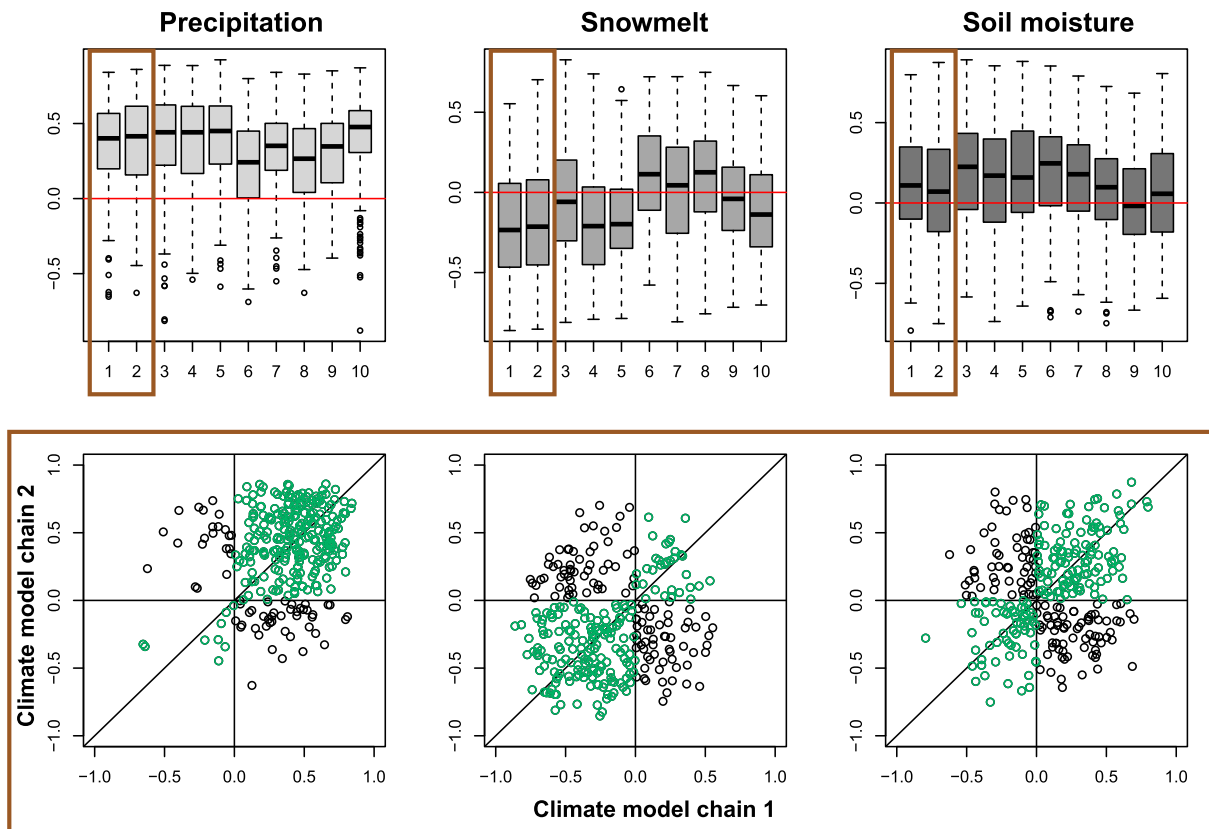 Precipitation Snowmelt Soil moisture
0.5 0.5 0.5
0.0 0.0 0.0
−0.5 −0.5 −0.5
1 2 3 4 5 6 7 8 9 10 1 2 3 4 5 6 7 8 9 10 1 2 3 4 5 6 7 8 9 10
Climate model chain 2
1.0 1.0 1.0
0.5 0.5 0.5
0.0 0.0 0.0
−0.5 −0.5 −0.5
−1.0 −1.0 −1.0
−1.0 −0.5 0.0 0.5 1.0 −1.0 −0.5 0.0 0.5 1.0 −1.0 −0.5 0.0 0.5 1.0
Climate model chain 1